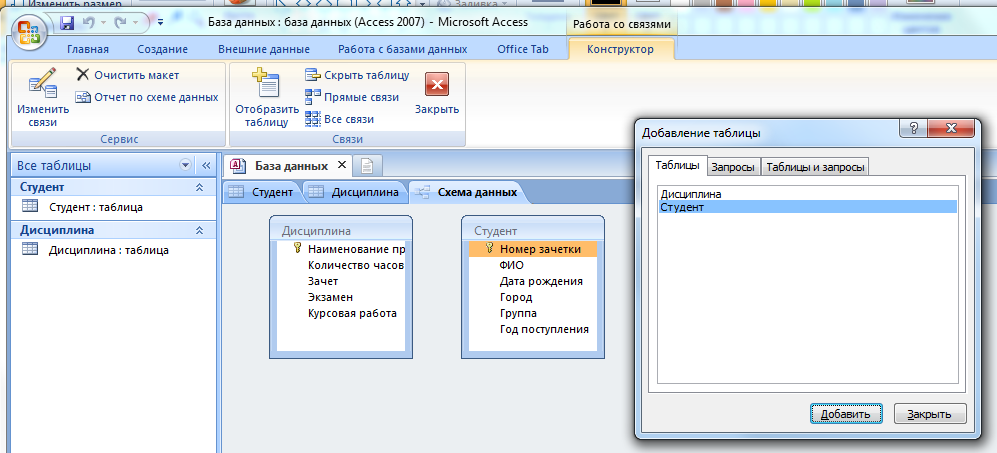 Изменить размер
Заливка
База данных : база данных (Access 2007) - Microsoft Access
Работа со связями
Главная Создание Внешние данные Работа с базами данных Office Tab Конструктор
Изменить связи
Очистить макет
Отчет по схеме данных
Сервис
Отобразить таблицу
Скрыть таблицу
Прямые связи
Все связи
Закрыть
Связи
Все таблицы
Студент
Студент : таблица
Дисциплина
Дисциплина : таблица
База данных
Студент Дисциплина Схема данных
Дисциплина
Наименование пр
Количество часов
Зачет
Экзамен
Курсовая работа
Студент
Номер зачетки
ФИО
Дата рождения
Город
Группа
Год поступления
Добавление таблицы
Таблицы Запросы Таблицы и запросы
Дисциплина
Студент
Добавить Закрыть